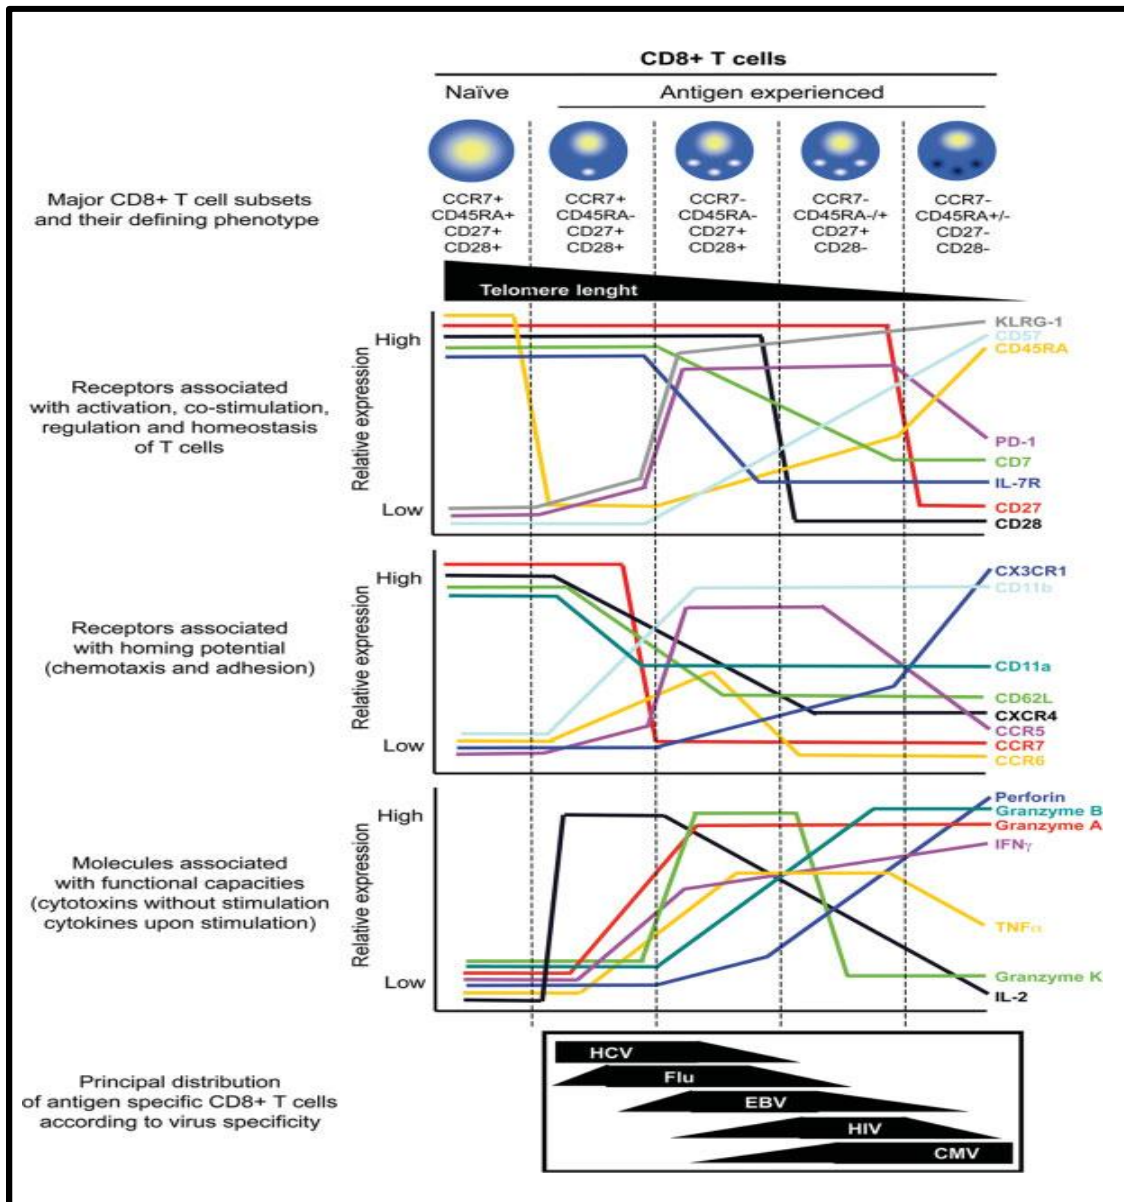 CD8+ T cells
Naïve
Antigen experienced
Major CD8+ T cell subsets
and their defining phenotype
CCR7+
CD45RA+
CD27+
CD28+
CCR7+
CD45RA-
CD27+
CD28+
CCR7-
CD45RA-
CD27+
CD28+
CCR7-
CD45RA-/+
CD27+
CD28-
CCR7-
CD45RA+/-
CD27-
CD28-
Telomere lenght
Receptors associated
with activation, co-stimulation,
regulation and homeostasis
of T cells
Relative expression
High
Low
KLRG-1
CD57
CD45RA
PD-1
CD7
IL-7R
CD27
CD28
Receptors associated
with homing potential
(chemotaxis and adhesion)
Relative expression
High
Low
CX3CR1
CD11b
CD11a
CD62L
CXCR4
CCR5
CCR7
CCR6
Molecules associated
with functional capacities
(cytotoxins without stimulation
cytokines upon stimulation)
Relative expression
High
Low
Perforin
Granzyme B
Granzyme A
IFNγ
TNFα
Granzyme K
IL-2
Principal distribution
of antigen specific CD8+ T cells
according to virus specificity
HCV
Flu
EBV
HIV
CMV